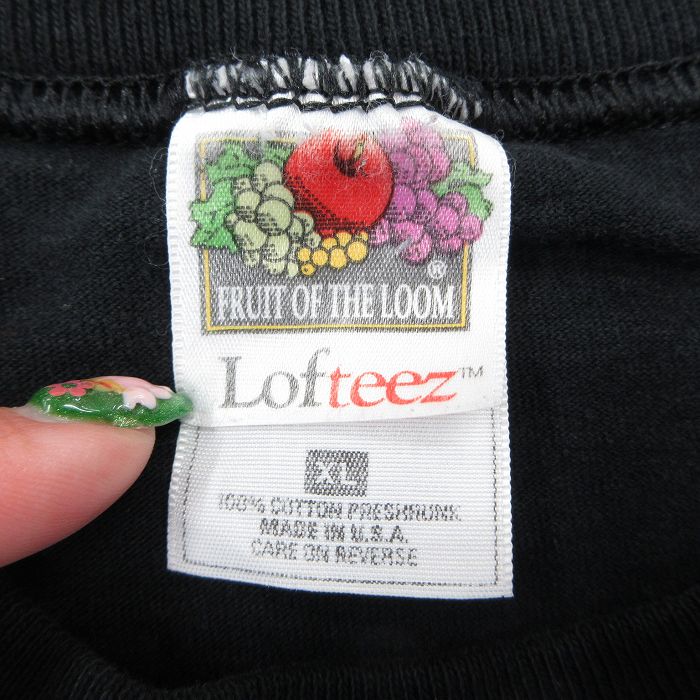 ®
FRUIT OF THE LOOM
Lofteez™
XL
100% COTTON PRESHRUNK
MADE IN U.S.A.
CARE ON REVERSE